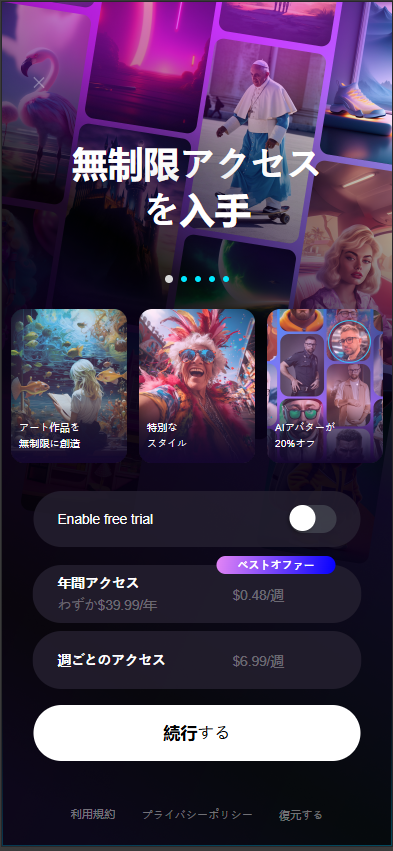 無制限アクセス
を入手
アート作品を
無制限に創造
特別な
スタイル
AIアバターが
20%オフ
Enable free trial
ベストオファー
年間アクセス
わずか$39.99/年
$0.48/週
週ごとのアクセス
$6.99/週
続行する
利用規約
プライバシーポリシー
復元する